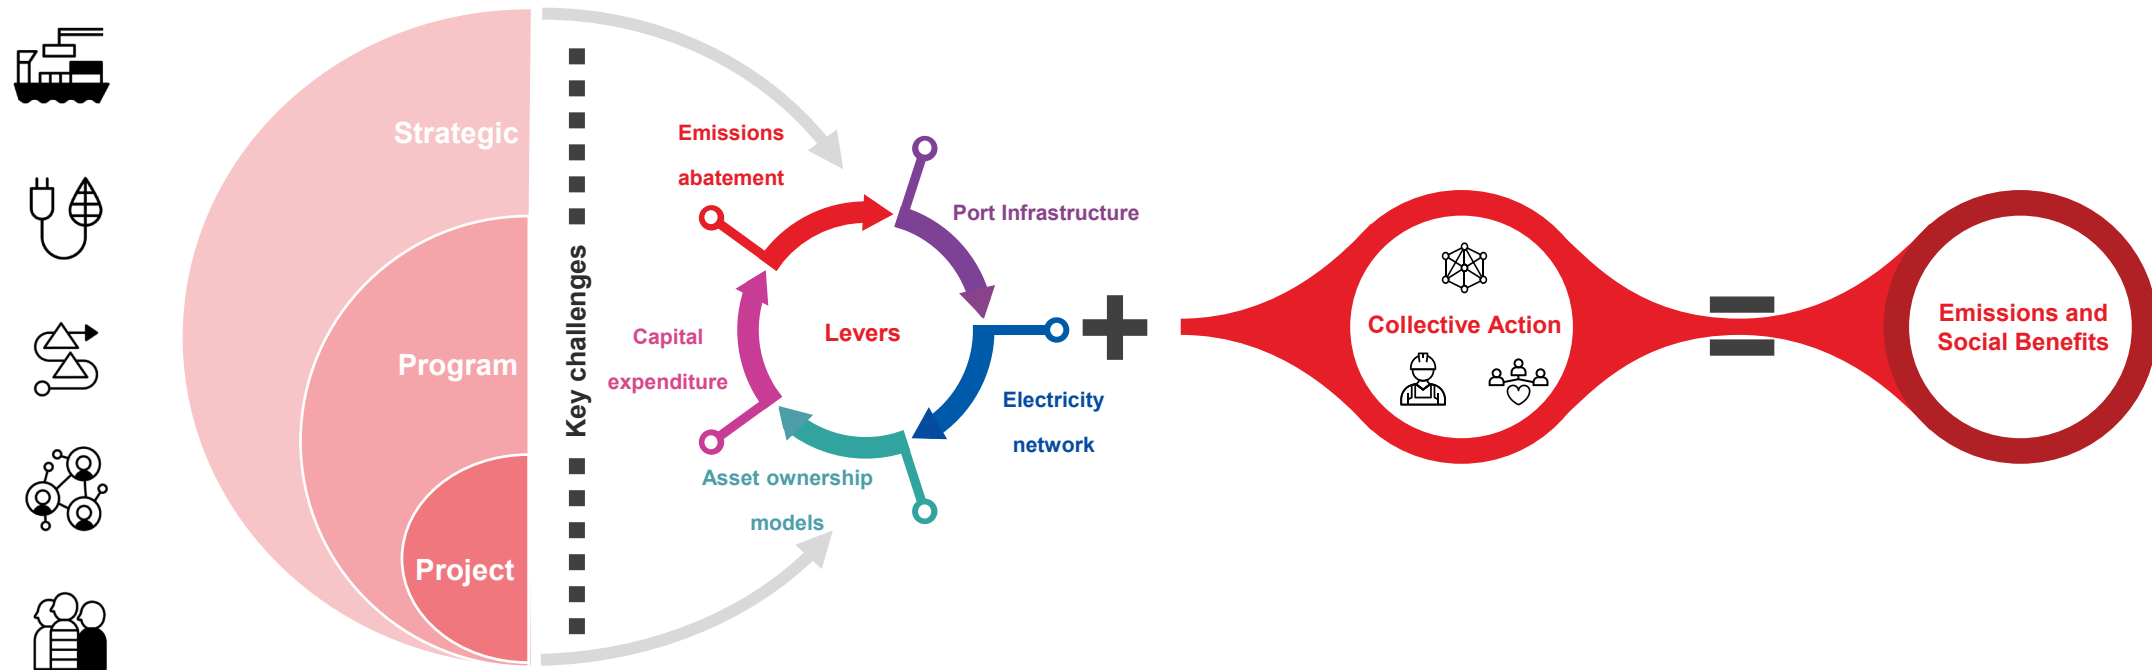 Strategic
Program
Project
Key challenges
Emissions
abatement
Port Infrastructure
Levers
Capital
expenditure
Electricity
network
Asset ownership
models
Collective Action
Emissions and
Social Benefits